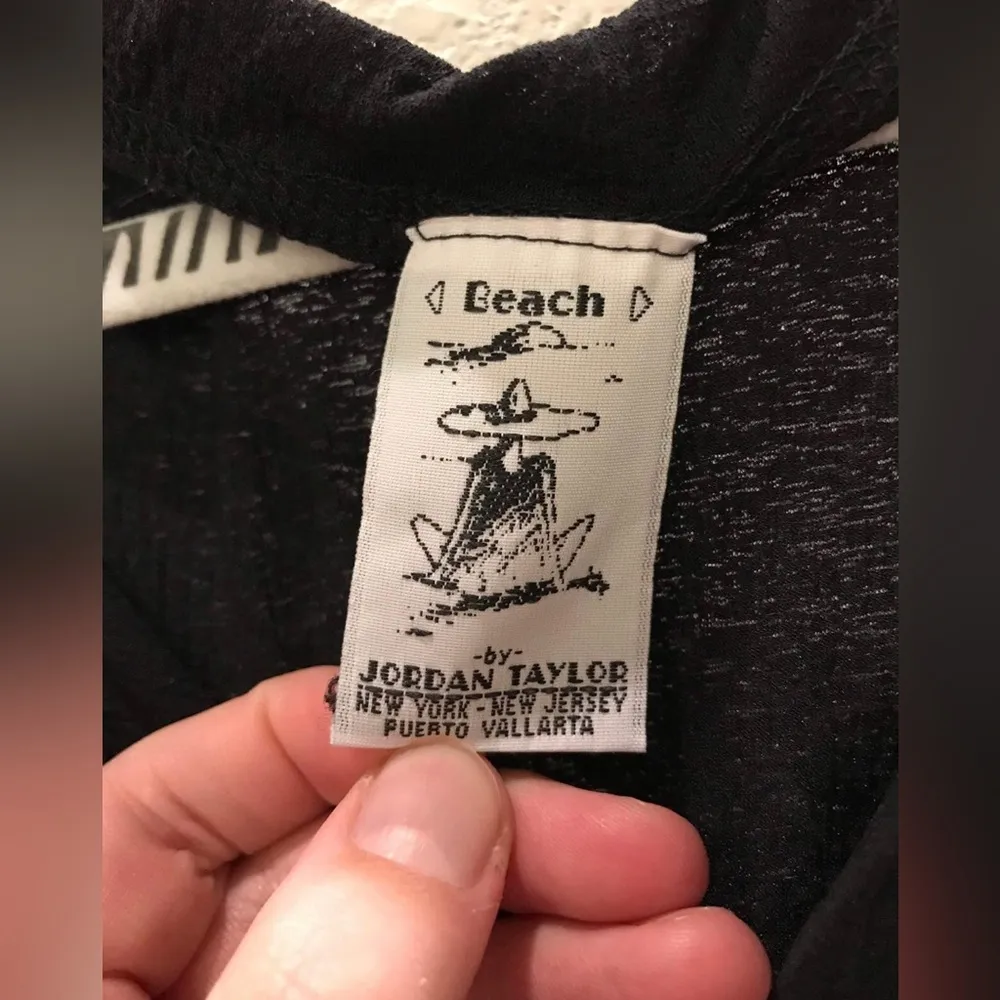 Beach
-by-
JORDAN TAYLOR
NEW YORK - NEW JERSEY
PUERTO VALLARTA